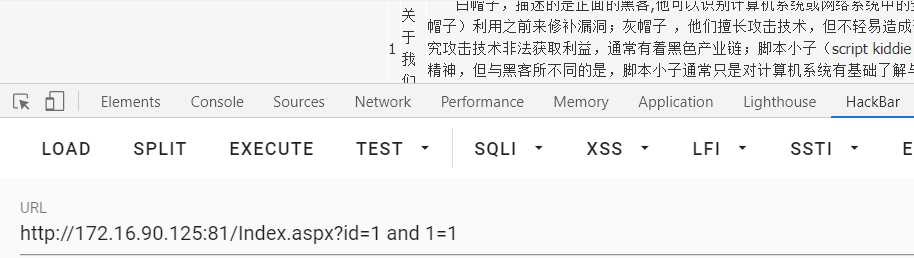 白帽子，描述的是正面的黑客,他可以识别计算机系统或网络系统中的
帽子）利用之前来修补漏洞；灰帽子 ，他们擅长攻击技术，但不轻易造成
究攻击技术非法获取利益，通常有着黑色产业链；脚本小子（script kiddie
精神，但与黑客所不同的是，脚本小子通常只是对计算机系统有基础了解与
1
关
于
我
们
Elements Console Sources Network Performance Memory Application Lighthouse HackBar
LOAD SPLIT EXECUTE TEST SQLI XSS LFI SSTI E
URL
http://172.16.90.125:81/Index.aspx?id=1 and 1=1